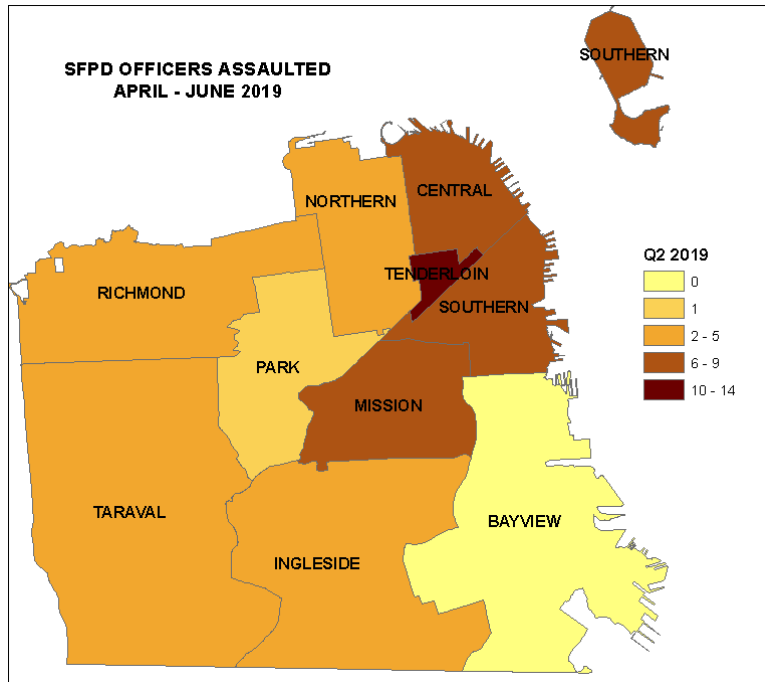 SFPD OFFICERS ASSAULTED
APRIL - JUNE 2019
SOUTHERN
CENTRAL
NORTHERN
TENDERLOIN
RICHMOND
SOUTHERN
PARK
MISSION
TARAVAL
BAYVIEW
INGLESIDE
Q2 2019
0
1
2 - 5
6 - 9
10 - 14